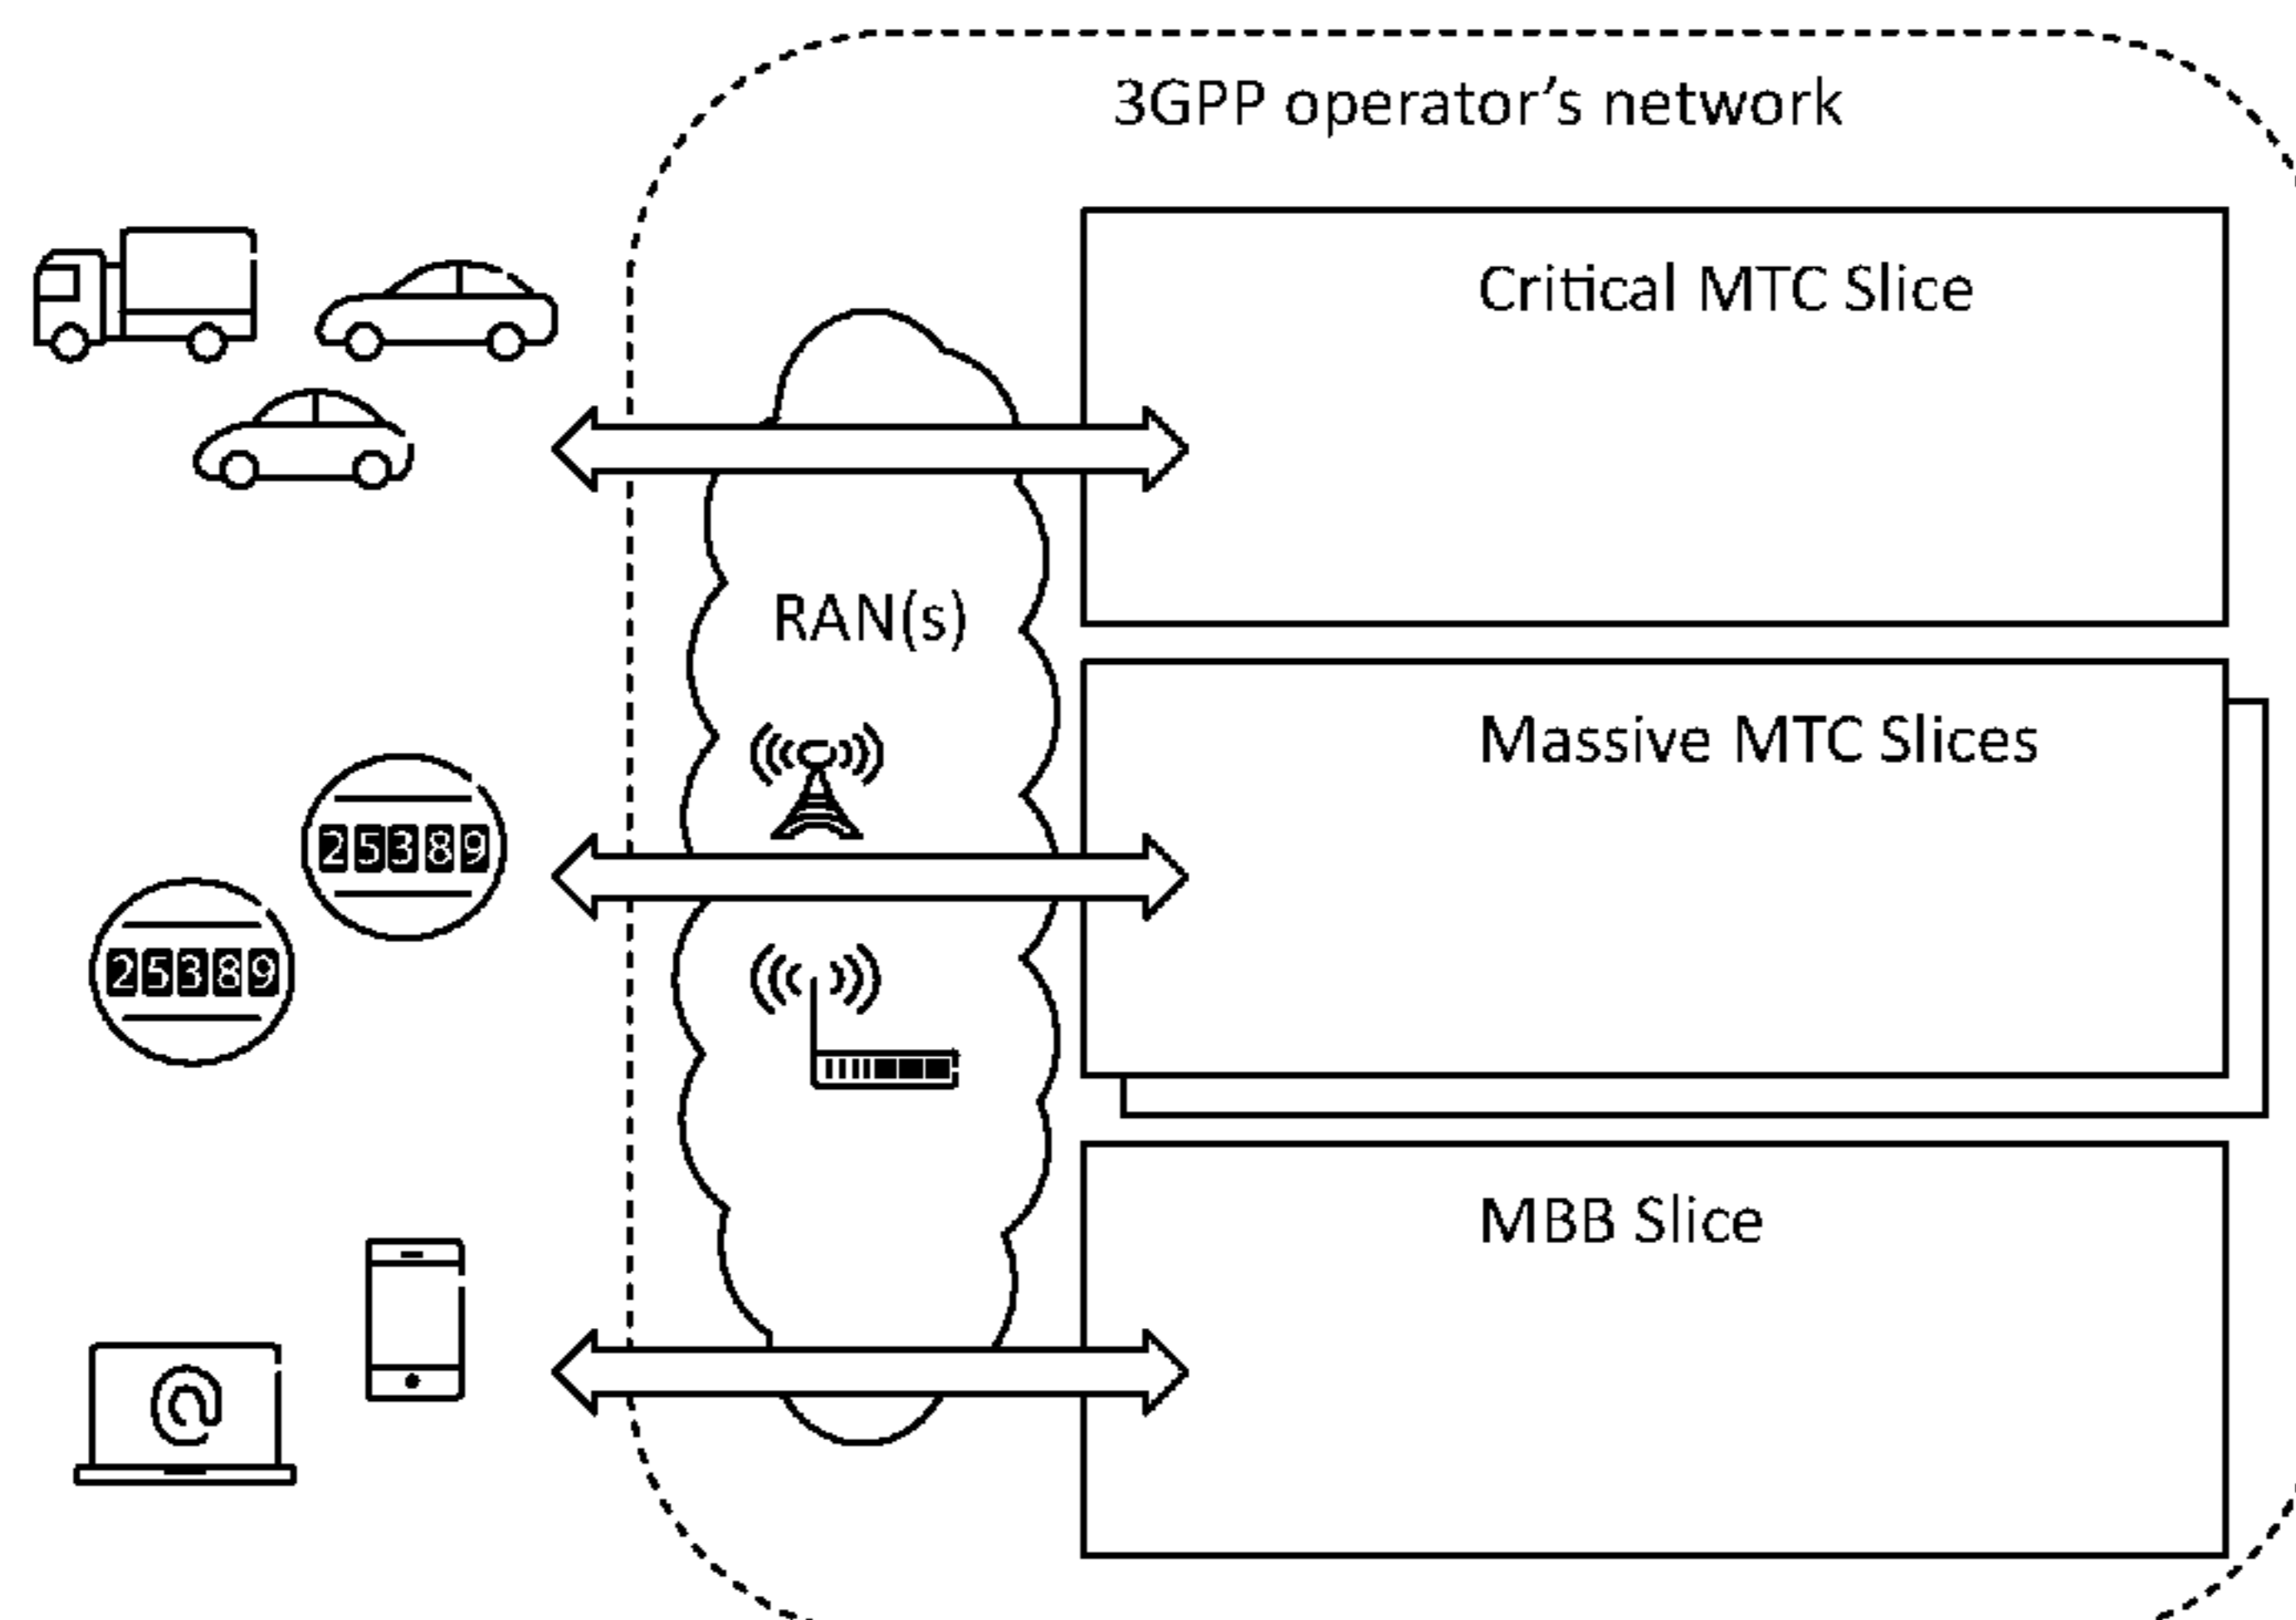 3GPP operator’s network
Critical MTC Slice
RAN(s)
Massive MTC Slices
25389
25389
MBB Slice
@